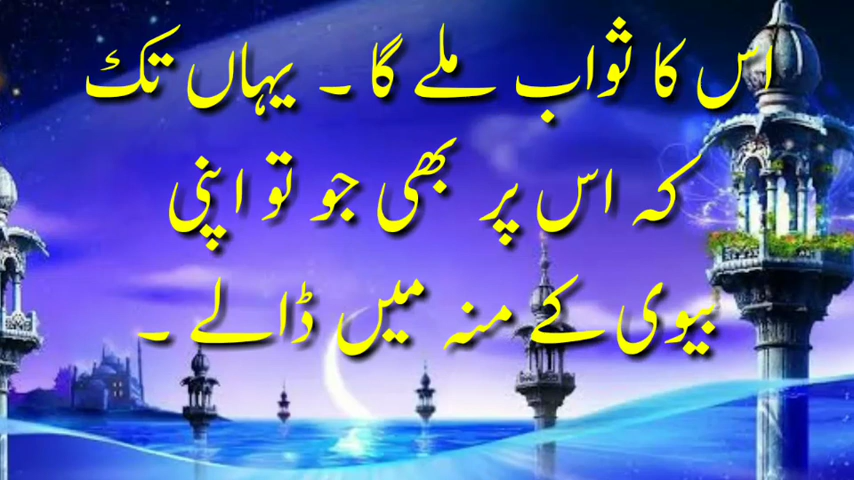 اس کا ثواب ملے گا ۔ یہاں تک
کہ اس پر بھی جو تو اپنی
بیوی کے منہ میں ڈالے ۔